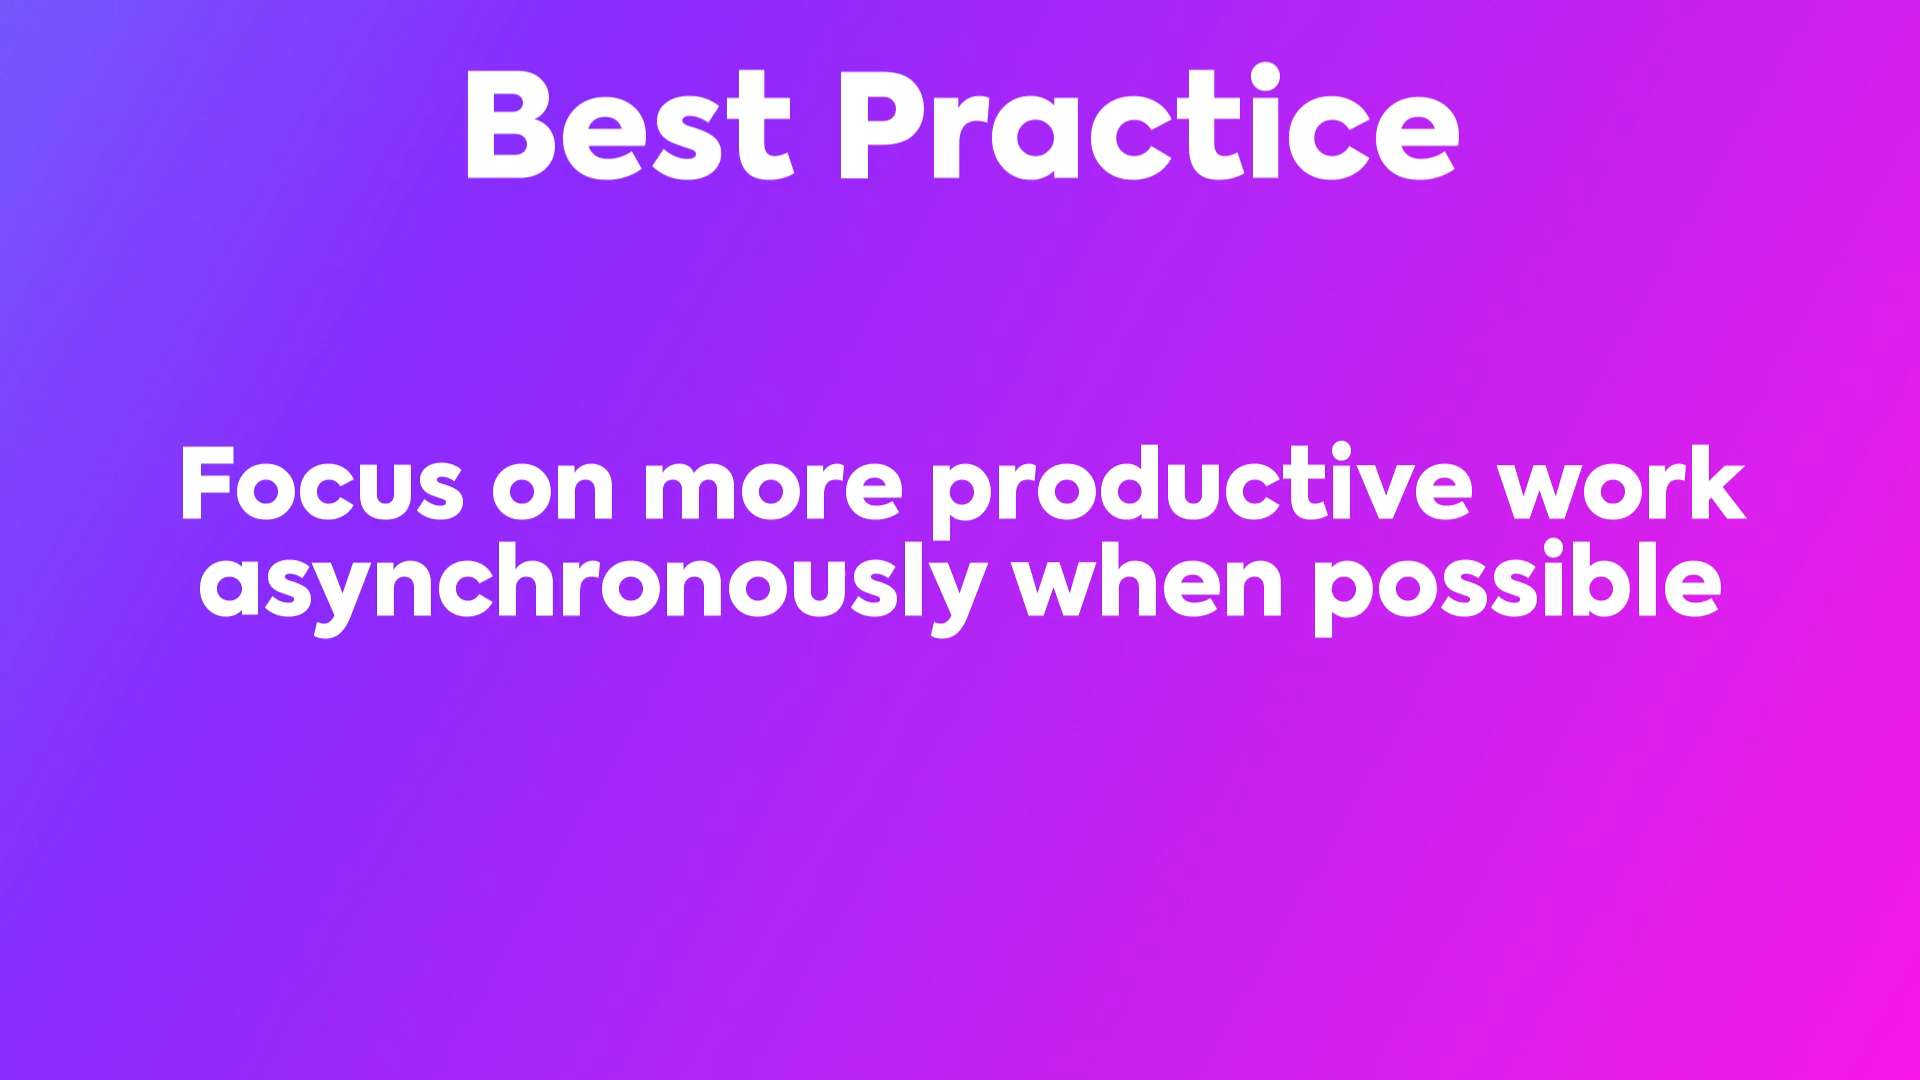 Best Practice
Focus on more productive work
asynchronously when possible